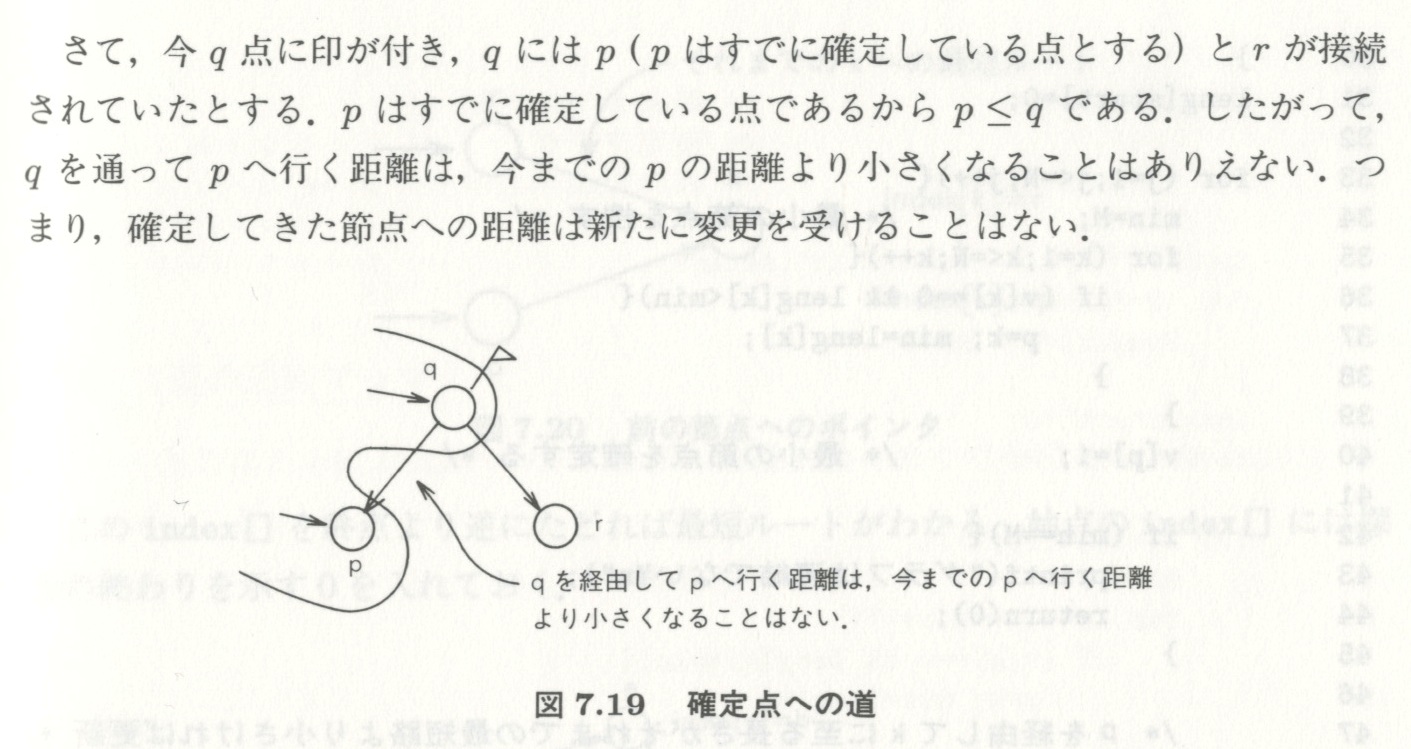 さて，今 q 点に印が付き，q には p ( p はすでに確定している点とする ) と r が接続
されていたとする．p はすでに確定している点であるから p ≤ q である．したがって，
q を通って p へ行く距離は，今までの p の距離より小さくなることはありえない．つ
まり，確定してきた節点への距離は新たに変更を受けることはない．
q
r
p
q を経由して p へ行く距離は，今までの p へ行く距離
より小さくなることはない．
図 7.19　確定点への道